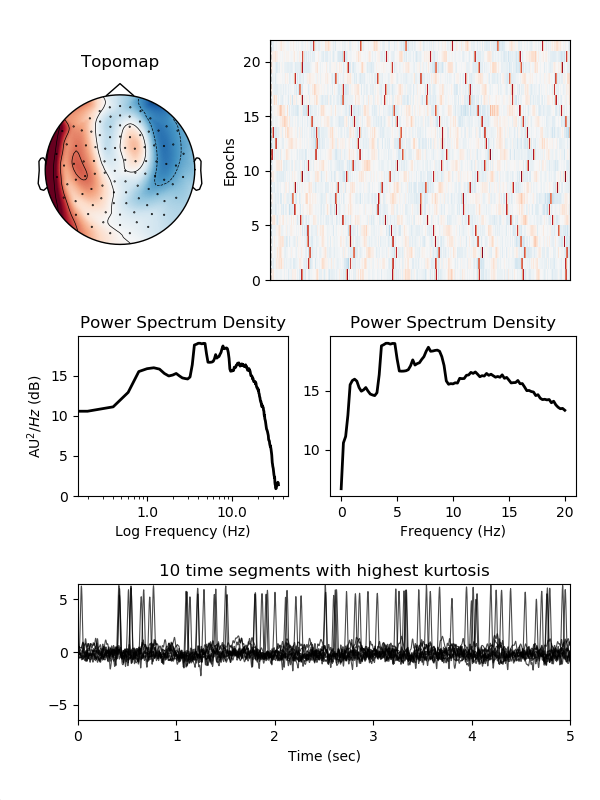 Topomap
Epochs
20
15
10
5
0
Power Spectrum Density
AU²/Hz (dB)
15
10
5
0
1.0 10.0
Log Frequency (Hz)
Power Spectrum Density
15
10
0 5 10 15 20
Frequency (Hz)
10 time segments with highest kurtosis
5
0
−5
0 1 2 3 4 5
Time (sec)